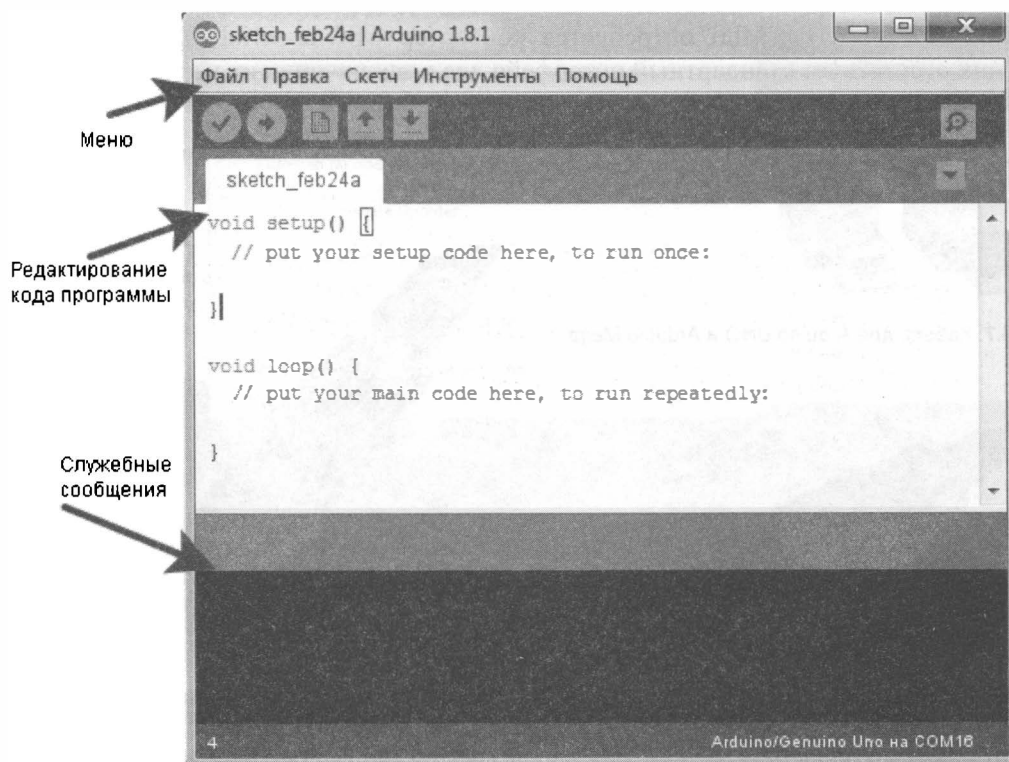 sketch_feb24a | Arduino 1.8.1
Файл Правка Скетч Инструменты Помощь
Меню
sketch_feb24a
void setup() {
// put your setup code here, to run once:
Редактирование
кода программы
}
void loop() {
// put your main code here, to run repeatedly:
}
Служебные
сообщения
4
Arduino/Genuino Uno на COM16